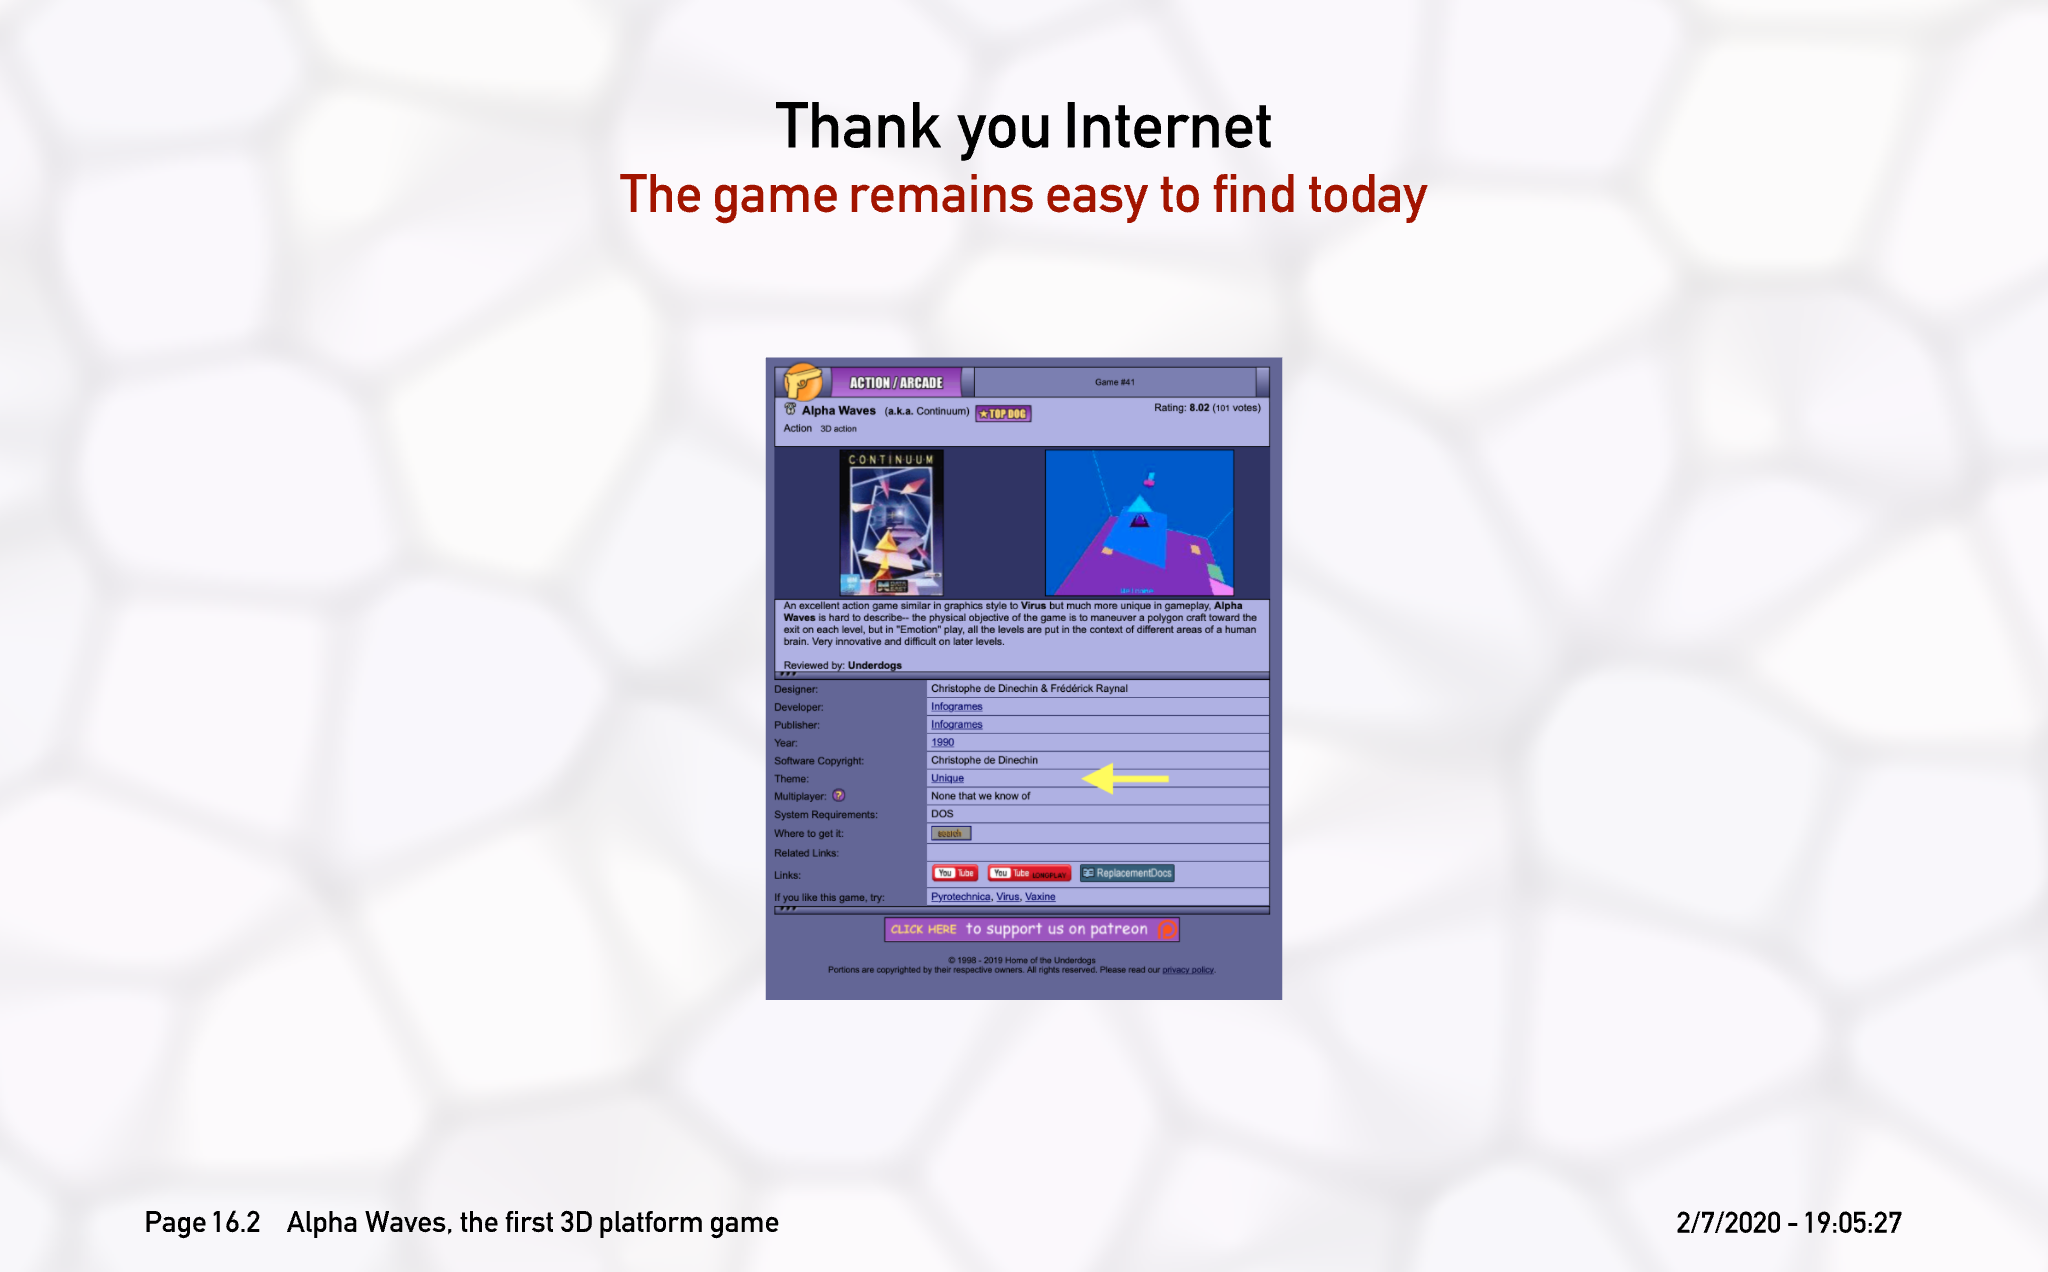 Thank you Internet
The game remains easy to find today
ACTION / ARCADE
Game #41
Alpha Waves (a.k.a. Continuum) TOP DOG
Rating: 8.02 (101 votes)
Action 3D action
CONTINUUM
Welcome
An excellent action game similar in graphics style to Virus but much more unique in gameplay, Alpha
Waves is hard to describe-- the physical objective of the game is to maneuver a polygon craft toward the
exit on each level, but in "Emotion" play, all the levels are put in the context of different areas of a human
brain. Very innovative and difficult on later levels.
Reviewed by: Underdogs
Designer: Christophe de Dinechin & Frédérick Raynal
Developer: Infogrames
Publisher: Infogrames
Year: 1990
Software Copyright: Christophe de Dinechin
Theme: Unique
Multiplayer: ? None that we know of
System Requirements: DOS
Where to get it: search
Related Links:
Links: You Tube You Tube LONGPLAY ReplacementDocs
If you like this game, try: Pyrotechnica, Virus, Vaxine
CLICK HERE to support us on patreon
© 1998 - 2019 Home of the Underdogs
Portions are copyrighted by their respective owners. All rights reserved. Please read our privacy policy.
Page 16.2 Alpha Waves, the first 3D platform game
2/7/2020 - 19:05:27